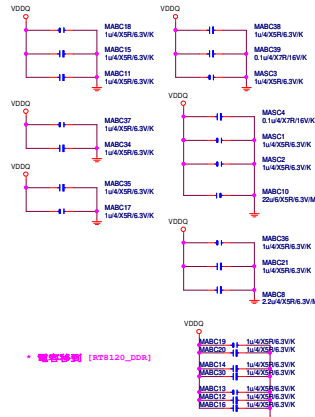 VDDQ
MABC18
1u/4/X5R/6.3V/K
MABC15
1u/4/X5R/6.3V/K
MABC11
1u/4/X5R/6.3V/K
VDDQ
MABC37
1u/4/X5R/6.3V/K
MABC34
1u/4/X5R/6.3V/K
VDDQ
MABC35
1u/4/X5R/6.3V/K
MABC17
1u/4/X5R/6.3V/K
VDDQ
MABC38
1u/4/X5R/6.3V/K
MABC39
0.1u/4/X7R/16V/K
MASC3
1u/4/X5R/6.3V/K
VDDQ
MASC4
0.1u/4/X7R/16V/K
MASC1
1u/4/X5R/6.3V/K
MASC2
1u/4/X5R/6.3V/K
MABC10
22u/6/X5R/6.3V/M
VDDQ
MABC36
1u/4/X5R/6.3V/K
MABC21
1u/4/X5R/6.3V/K
MABC8
2.2u/4/X5R/6.3V/M
* 電容移到 [RT8120_DDR]
VDDQ
MABC19 1u/4/X5R/6.3V/K
MABC20 1u/4/X5R/6.3V/K
MABC14 1u/4/X5R/6.3V/K
MABC30 1u/4/X5R/6.3V/K
MABC13 1u/4/X5R/6.3V/K
MABC12 1u/4/X5R/6.3V/K
MABC16 1u/4/X5R/6.3V/K